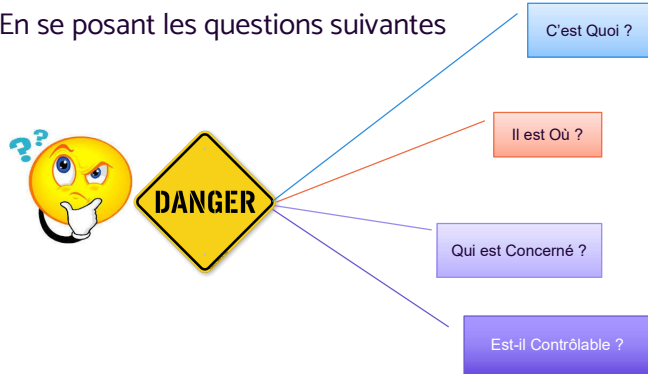 En se posant les questions suivantes
C'est Quoi ?
Il est Où ?
??
DANGER
Qui est Concerné ?
Est-il Contrôlable ?